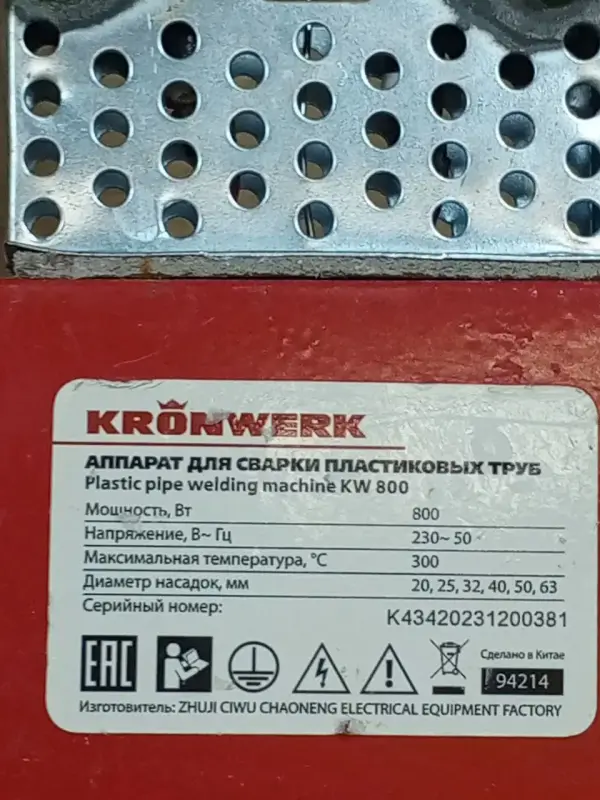 KRÖNWERK
АППАРАТ ДЛЯ СВАРКИ ПЛАСТИКОВЫХ ТРУБ
Plastic pipe welding machine KW 800
Мощность, Вт 800
Напряжение, В~ Гц 230~ 50
Максимальная температура, °C 300
Диаметр насадок, мм 20, 25, 32, 40, 50, 63
Серийный номер: K43420231200381
EAC
Сделано в Китае
94214
Изготовитель: ZHUJI CIWU CHAONENG ELECTRICAL EQUIPMENT FACTORY